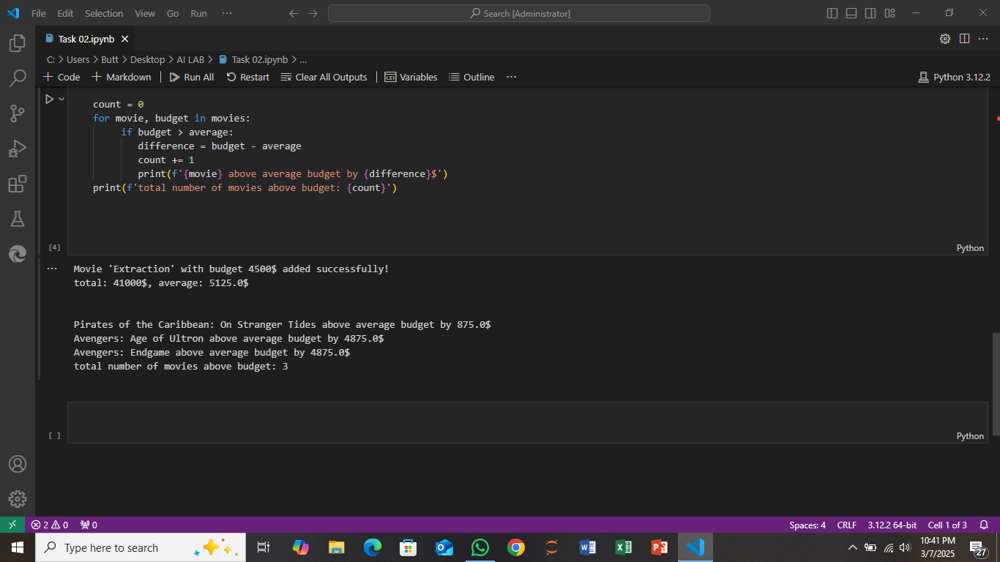 File Edit Selection View Go Run ···
Search [Administrator]
Task 02.ipynb
C: > Users > Butt > Desktop > AI LAB > Task 02.ipynb > ...
+ Code + Markdown | Run All Restart Clear All Outputs | Variables Outline ··· Python 3.12.2
count = 0
for movie, budget in movies:
if budget > average:
difference = budget - average
count += 1
print(f'{movie} above average budget by {difference}$')
print(f'total number of movies above budget: {count}')
[4] Python
Movie 'Extraction' with budget 4500$ added successfully!
total: 41000$, average: 5125.0$
Pirates of the Caribbean: On Stranger Tides above average budget by 875.0$
Avengers: Age of Ultron above average budget by 4875.0$
Avengers: Endgame above average budget by 4875.0$
total number of movies above budget: 3
[ ] Python
2 0 0 Spaces: 4 CRLF 3.12.2 64-bit Cell 1 of 3
Type here to search
10:41 PM
3/7/2025
27